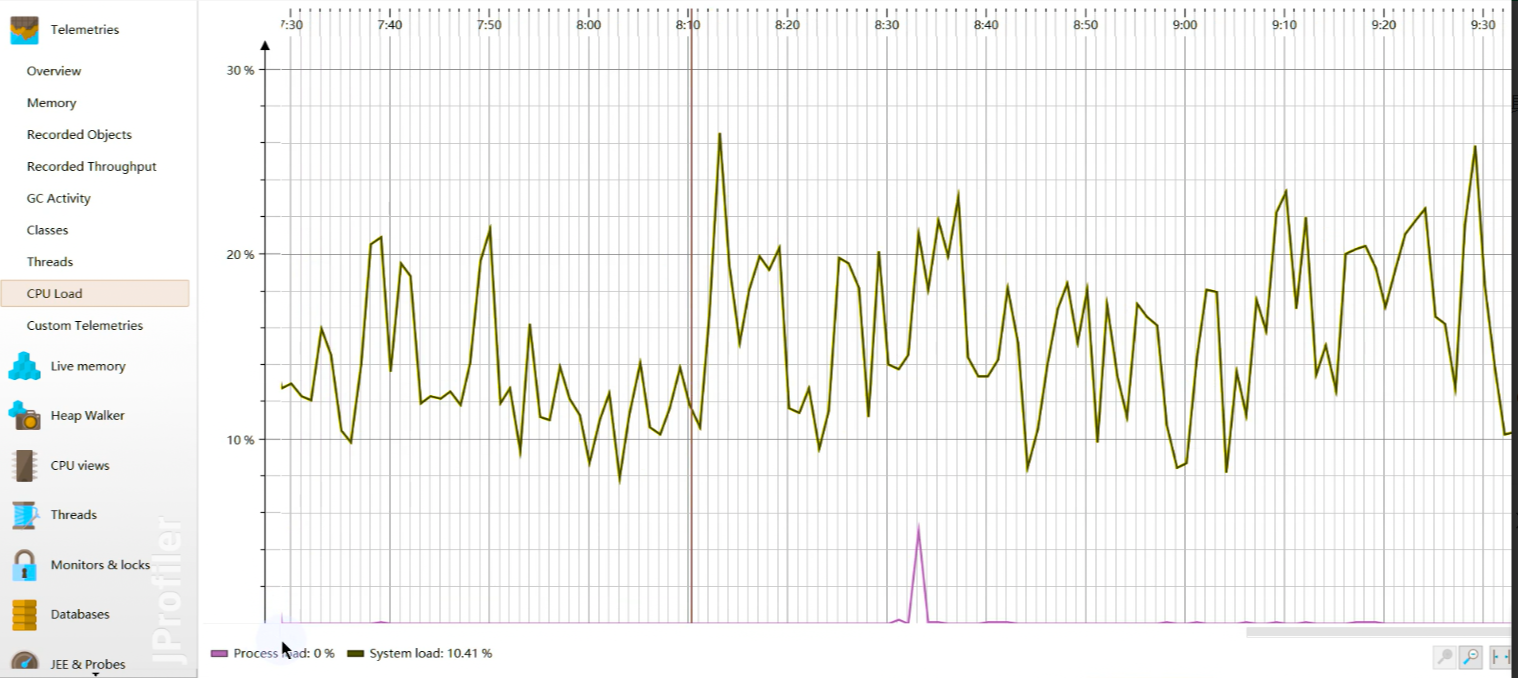 Telemetries
Overview
Memory
Recorded Objects
Recorded Throughput
GC Activity
Classes
Threads
CPU Load
Custom Telemetries
Live memory
Heap Walker
CPU views
Threads
Monitors & locks
Databases
JEE & Probes
JProfiler
7:30 7:40 7:50 8:00 8:10 8:20 8:30 8:40 8:50 9:00 9:10 9:20 9:30
30 %
20 %
10 %
Process load: 0 % System load: 10.41 %